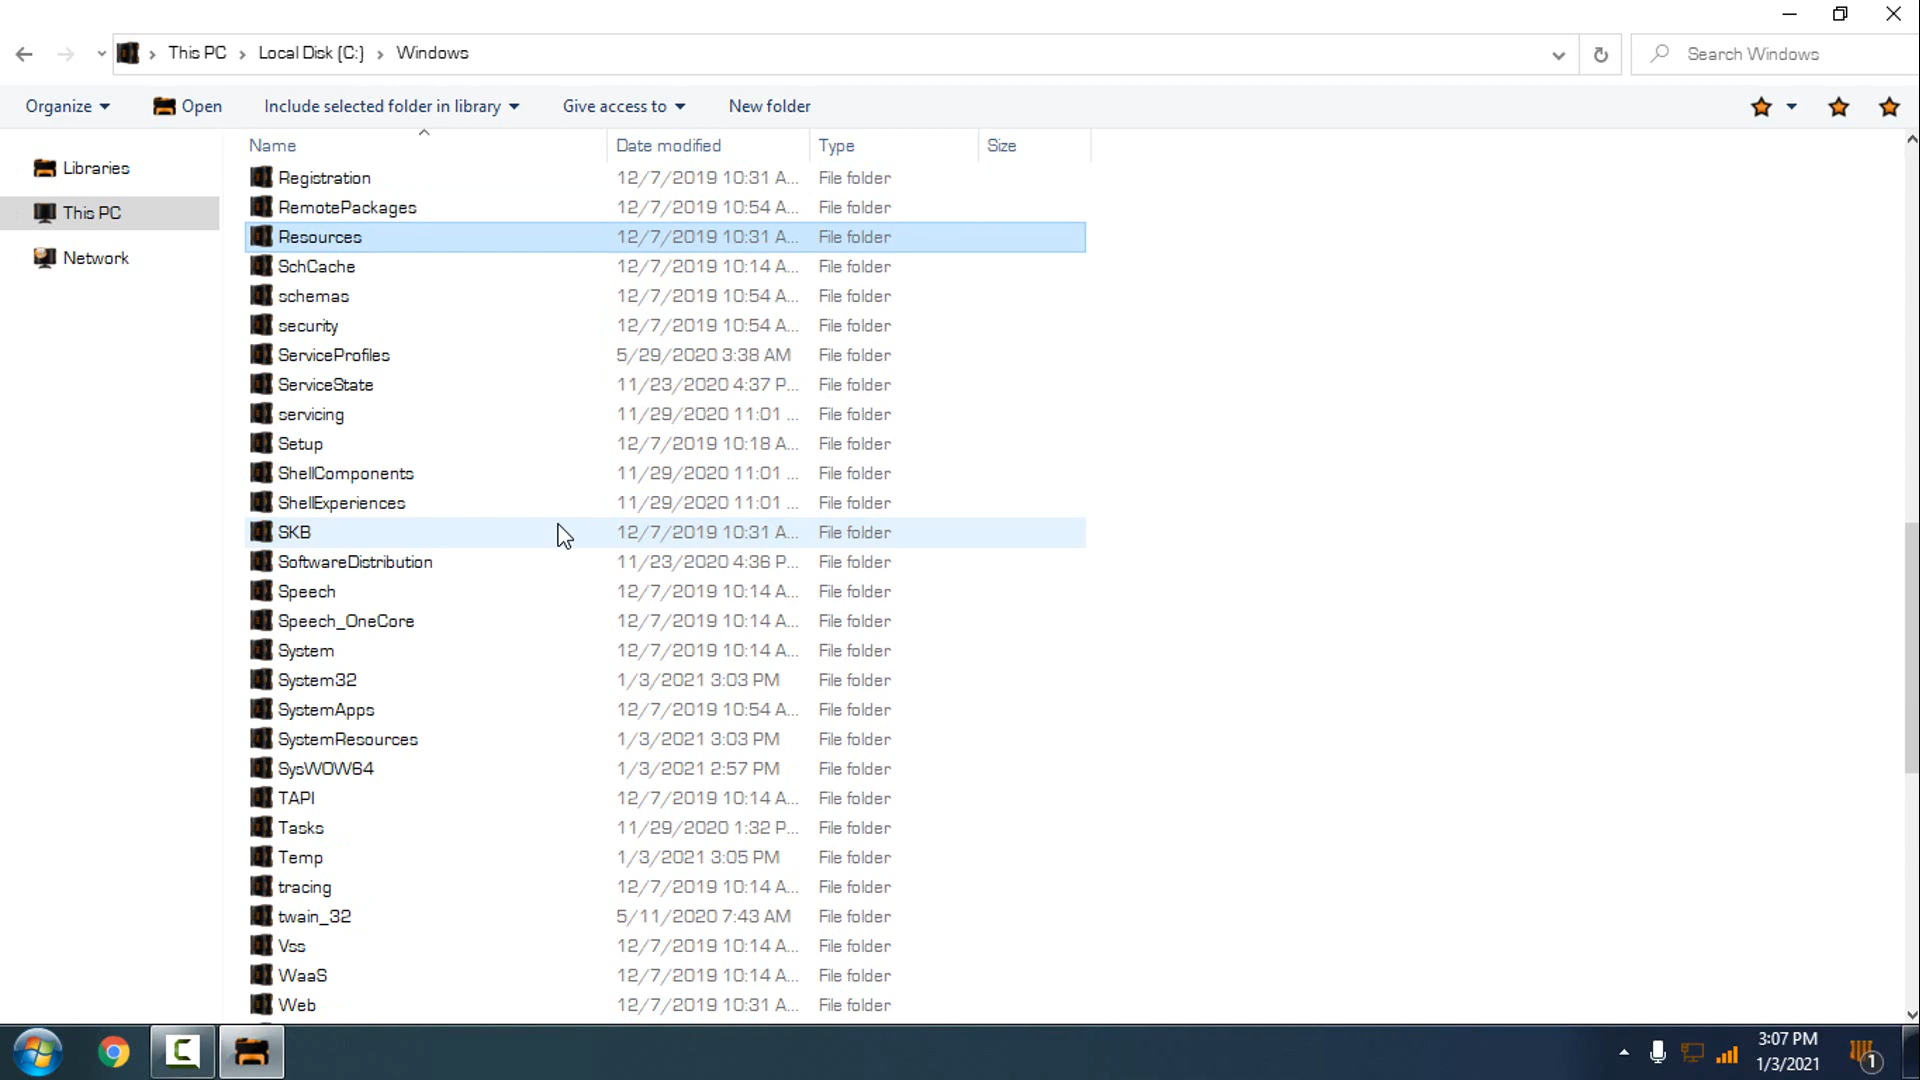 This PC > Local Disk (C:) > Windows
Search Windows
Organize Open Include selected folder in library Give access to New folder
Libraries
This PC
Network
Name Date modified Type Size
Registration 12/7/2019 10:31 A... File folder
RemotePackages 12/7/2019 10:54 A... File folder
Resources 12/7/2019 10:31 A... File folder
SchCache 12/7/2019 10:14 A... File folder
schemas 12/7/2019 10:54 A... File folder
security 12/7/2019 10:54 A... File folder
ServiceProfiles 5/29/2020 3:38 AM File folder
ServiceState 11/23/2020 4:37 P... File folder
servicing 11/29/2020 11:01 ... File folder
Setup 12/7/2019 10:18 A... File folder
ShellComponents 11/29/2020 11:01 ... File folder
ShellExperiences 11/29/2020 11:01 ... File folder
SKB 12/7/2019 10:31 A... File folder
SoftwareDistribution 11/23/2020 4:36 P... File folder
Speech 12/7/2019 10:14 A... File folder
Speech_OneCore 12/7/2019 10:14 A... File folder
System 12/7/2019 10:14 A... File folder
System32 1/3/2021 3:03 PM File folder
SystemApps 12/7/2019 10:54 A... File folder
SystemResources 1/3/2021 3:03 PM File folder
SysWOW64 1/3/2021 2:57 PM File folder
TAPI 12/7/2019 10:14 A... File folder
Tasks 11/29/2020 1:32 P... File folder
Temp 1/3/2021 3:05 PM File folder
tracing 12/7/2019 10:14 A... File folder
twain_32 5/11/2020 7:43 AM File folder
Vss 12/7/2019 10:14 A... File folder
WaaS 12/7/2019 10:14 A... File folder
Web 12/7/2019 10:31 A... File folder
3:07 PM
1/3/2021
1